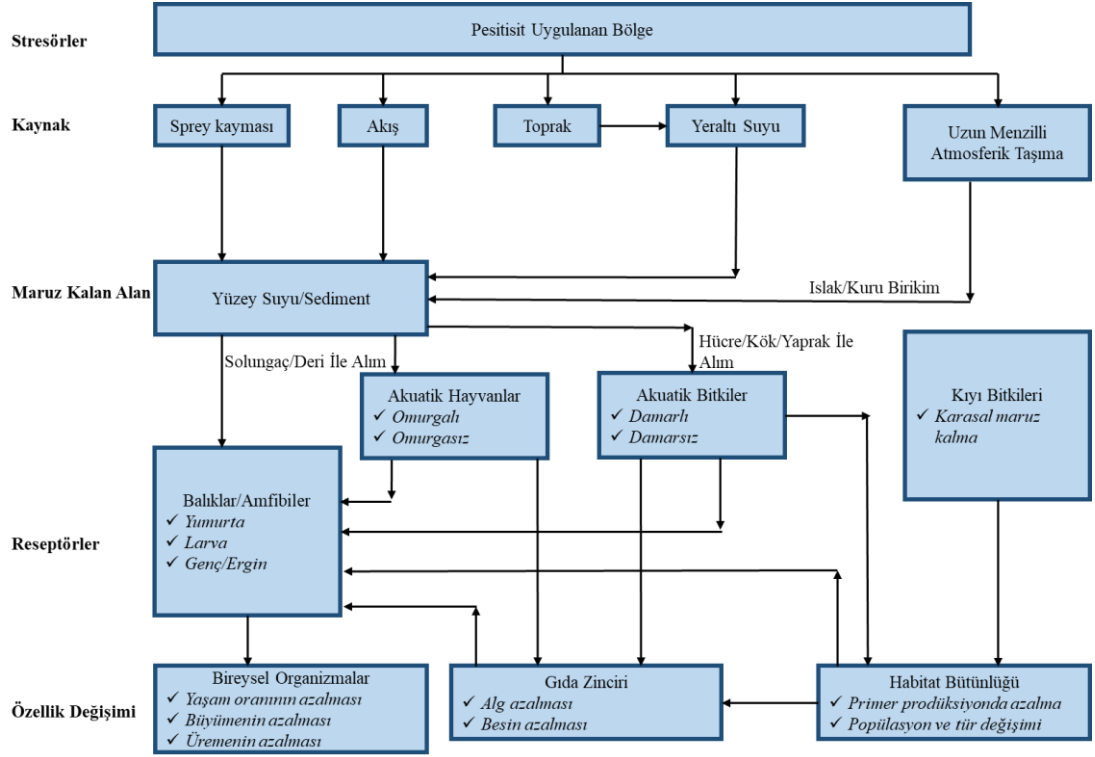 Stresörler
Pesitisit Uygulanan Bölge
Kaynak
Sprey kayması
Akış
Toprak
Yeraltı Suyu
Uzun Menzilli
Atmosferik Taşıma
Maruz Kalan Alan
Yüzey Suyu/Sediment
Islak/Kuru Birikim
Solungaç/Deri İle Alım
Hücre/Kök/Yaprak İle
Alım
Akuatik Hayvanlar
✓ Omurgalı
✓ Omurgasız
Akuatik Bitkiler
✓ Damarlı
✓ Damarsız
Kıyı Bitkileri
✓ Karasal maruz
kalma
Reseptörler
Balıklar/Amfibiler
✓ Yumurta
✓ Larva
✓ Genç/Ergin
Özellik Değişimi
Bireysel Organizmalar
✓ Yaşam oranının azalması
✓ Büyümenin azalması
✓ Üremenin azalması
Gıda Zinciri
✓ Alg azalması
✓ Besin azalması
Habitat Bütünlüğü
✓ Primer prodüksiyonda azalma
✓ Popülasyon ve tür değişimi